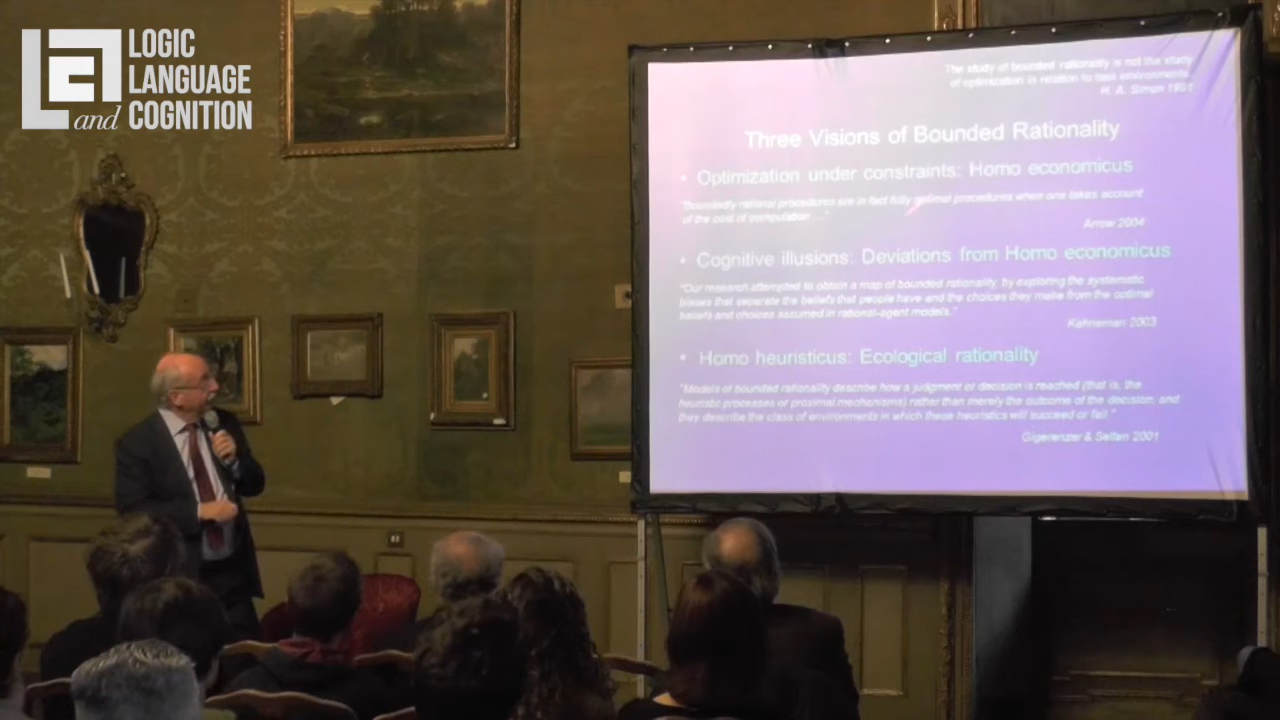 LOGIC
LANGUAGE
and COGNITION
The study of bounded rationality is not the study
of optimization in relation to task environments.
H. A. Simon 1991
Three Visions of Bounded Rationality
• Optimization under constraints: Homo economicus
"Boundedly rational procedures are in fact fully optimal procedures when one takes account
of the cost of computation …"
Arrow 2004
• Cognitive illusions: Deviations from Homo economicus
"Our research attempted to obtain a map of bounded rationality, by exploring the systematic
biases that separate the beliefs that people have and the choices they make from the optimal
beliefs and choices assumed in rational-agent models."
Kahneman 2003
• Homo heuristicus: Ecological rationality
"Models of bounded rationality describe how a judgment or decision is reached (that is, the
heuristic processes or proximal mechanisms) rather than merely the outcome of the decision, and
they describe the class of environments in which these heuristics will succeed or fail."
Gigerenzer & Selten 2001